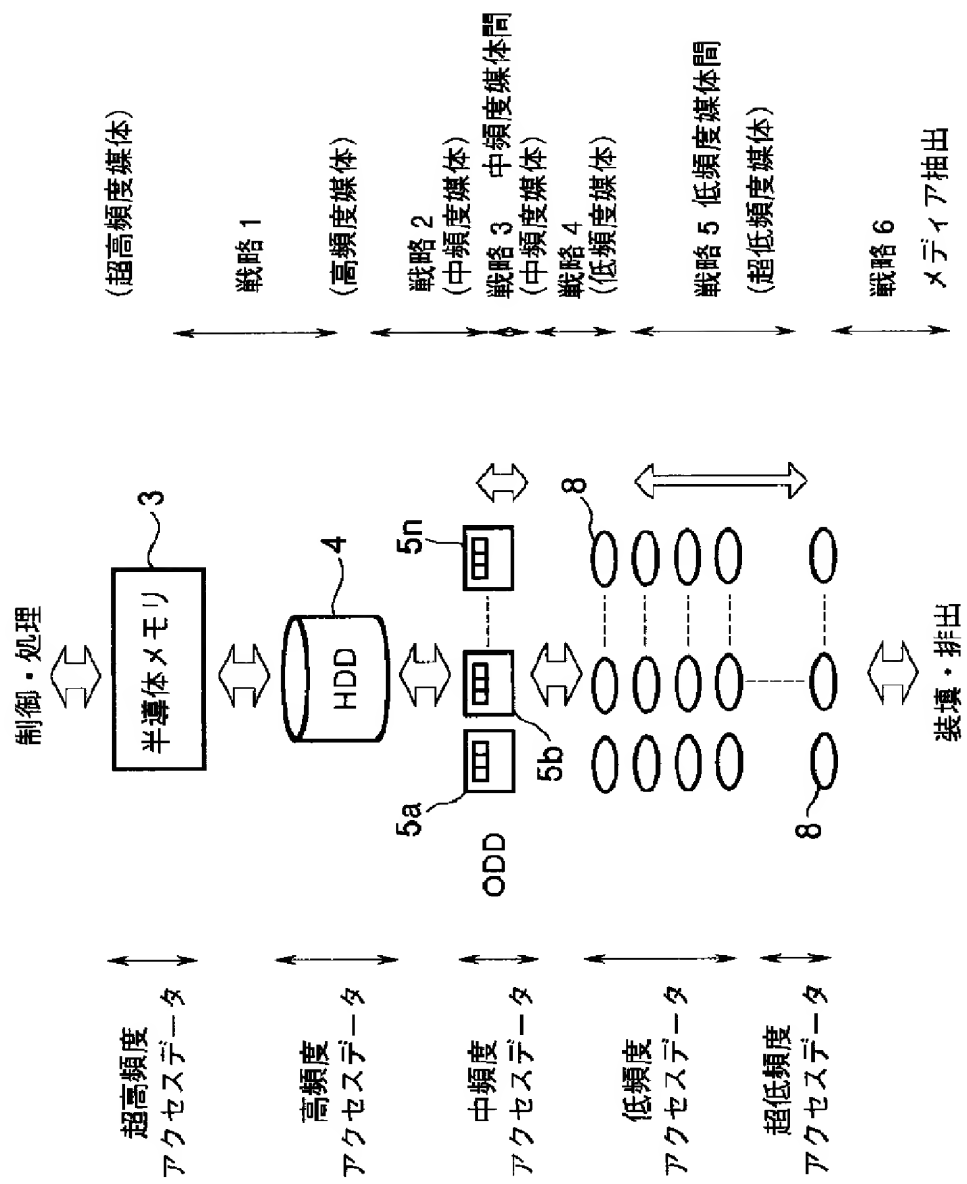 制御・処理
半導体メモリ
3
HDD
4
ODD
5a
5b
5n
8
8
装填・排出
超高頻度
アクセスデータ
高頻度
アクセスデータ
中頻度
アクセスデータ
低頻度
アクセスデータ
超低頻度
アクセスデータ
(超高頻度媒体)
戦略 1
(高頻度媒体)
戦略 2
(中頻度媒体)
戦略 3 中頻度媒体間
(中頻度媒体)
戦略 4
(低頻度媒体)
戦略 5 低頻度媒体間
(超低頻度媒体)
戦略 6
メディア抽出